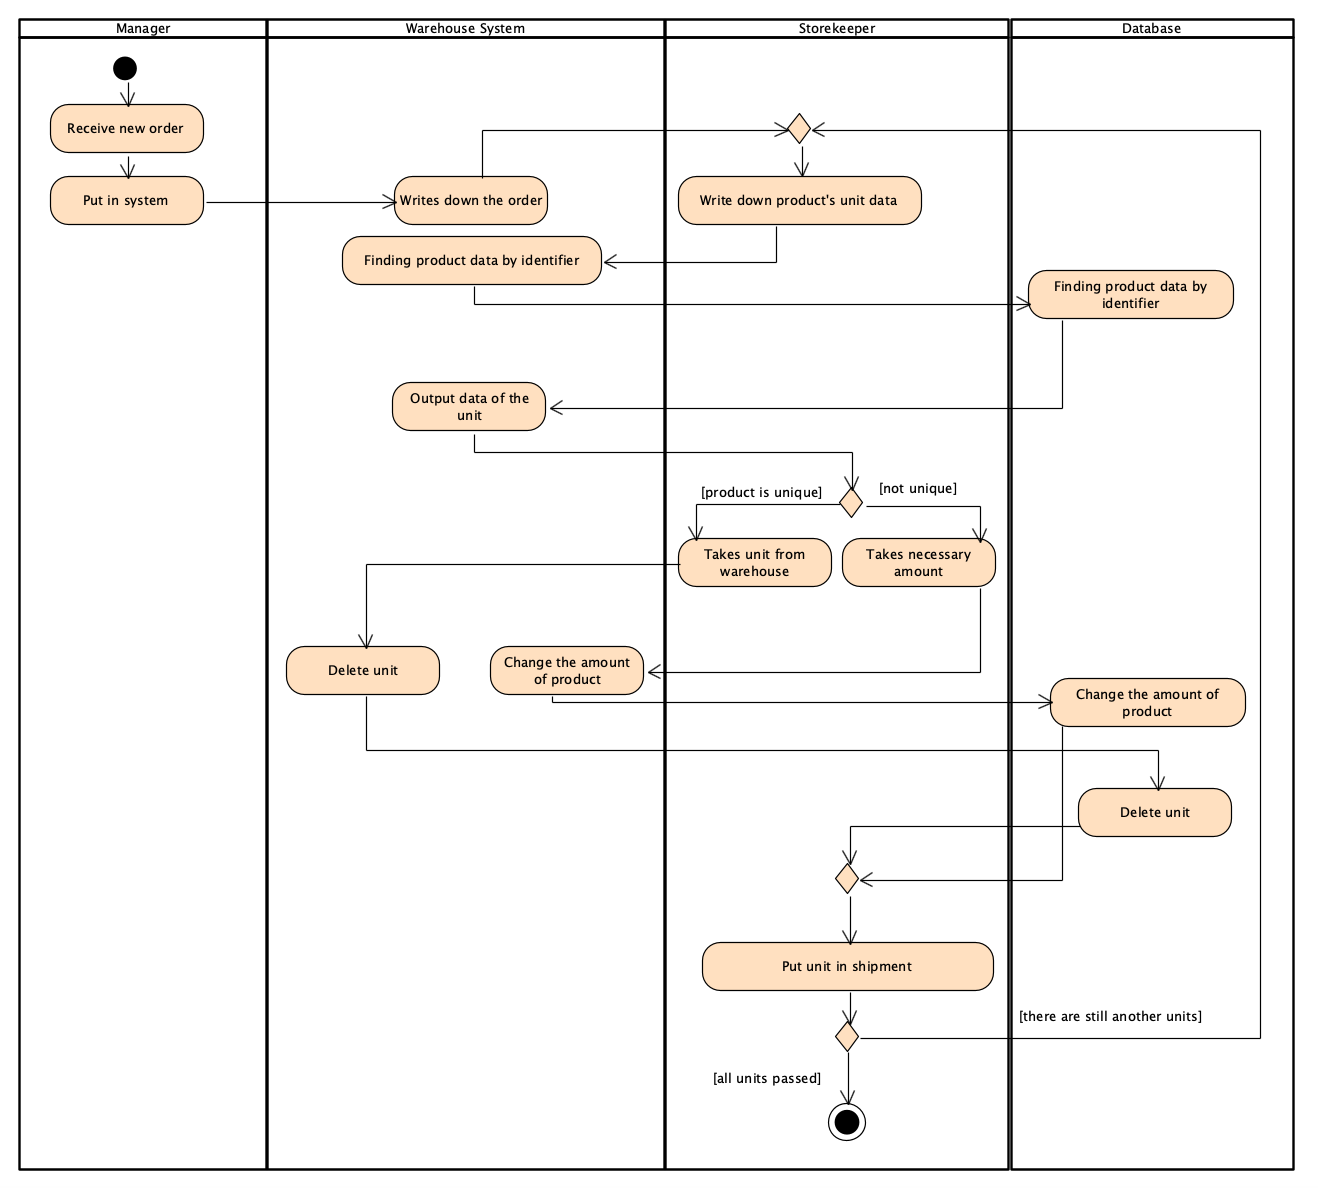 Manager
Warehouse System
Storekeeper
Database
Receive new order
Put in system
Writes down the order
Write down product's unit data
Finding product data by identifier
Finding product data by
identifier
Output data of the
unit
[product is unique]
[not unique]
Takes unit from
warehouse
Takes necessary
amount
Delete unit
Change the amount
of product
Change the amount of
product
Delete unit
Put unit in shipment
[there are still another units]
[all units passed]